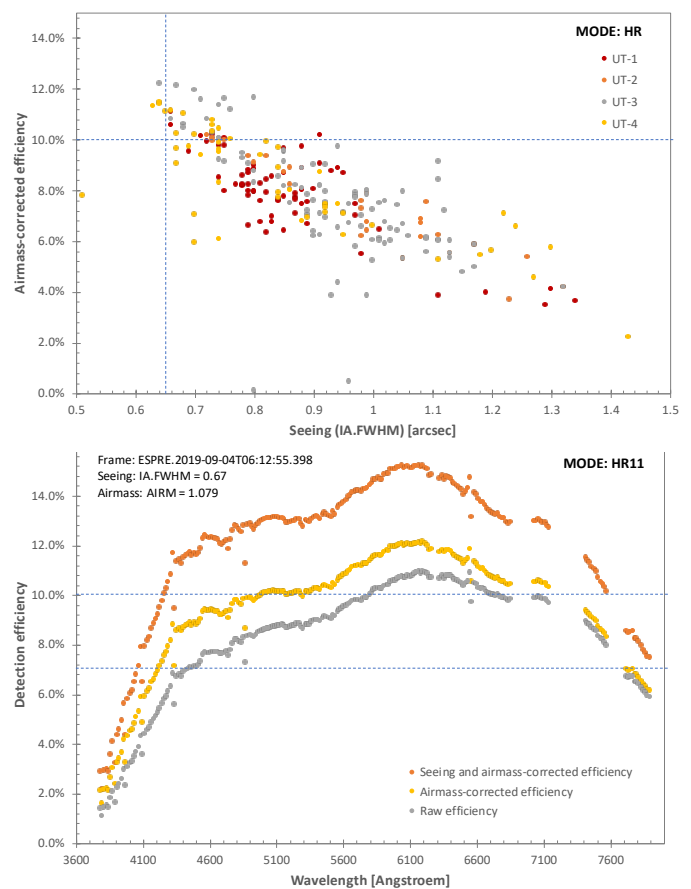 14.0%
MODE: HR
UT-1
12.0%
UT-2
UT-3
UT-4
10.0%
8.0%
6.0%
4.0%
2.0%
0.0%
Airmass-corrected efficiency
0.5 0.6 0.7 0.8 0.9 1 1.1 1.2 1.3 1.4 1.5
Seeing (IA.FWHM) [arcsec]
Frame: ESPRE.2019-09-04T06:12:55.398
MODE: HR11
Seeing: IA.FWHM = 0.67
Airmass: AIRM = 1.079
14.0%
12.0%
10.0%
8.0%
6.0%
4.0%
2.0%
0.0%
Detection efficiency
Seeing and airmass-corrected efficiency
Airmass-corrected efficiency
Raw efficiency
3600 4100 4600 5100 5600 6100 6600 7100 7600
Wavelength [Angstroem]